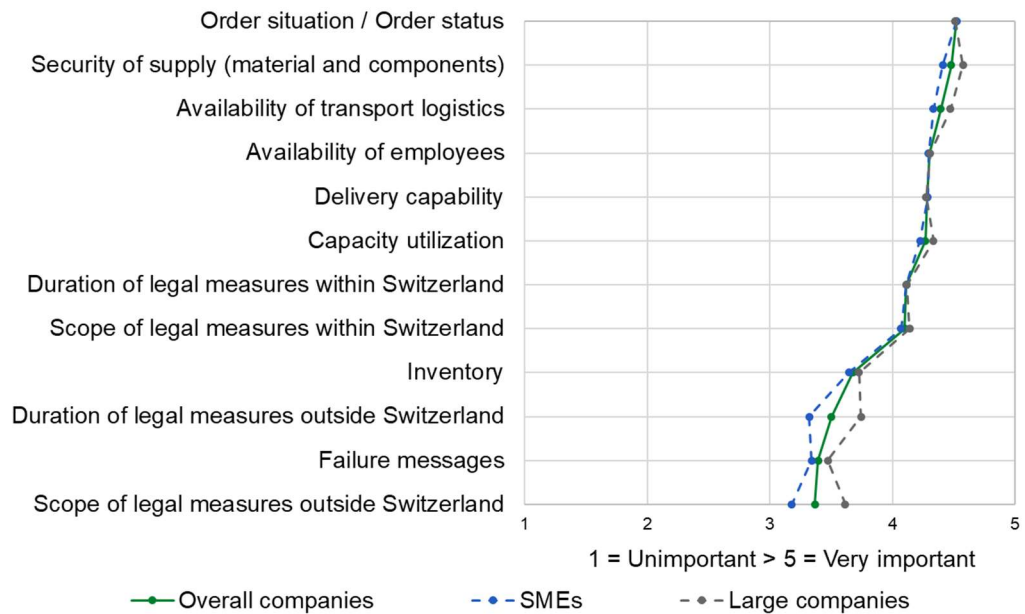 Order situation / Order status
Security of supply (material and components)
Availability of transport logistics
Availability of employees
Delivery capability
Capacity utilization
Duration of legal measures within Switzerland
Scope of legal measures within Switzerland
Inventory
Duration of legal measures outside Switzerland
Failure messages
Scope of legal measures outside Switzerland
1 2 3 4 5
1 = Unimportant > 5 = Very important
Overall companies SMEs Large companies